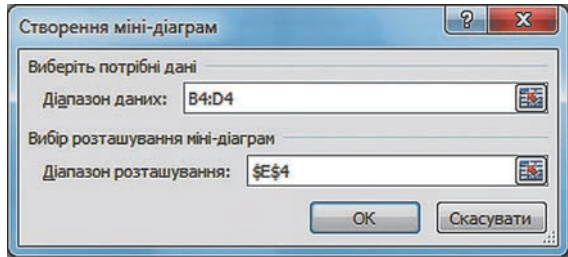 Створення міні-діаграм
Виберіть потрібні дані
Діапазон даних: B4:D4
Вибір розташування міні-діаграм
Діапазон розташування: $E$4
OK Скасувати